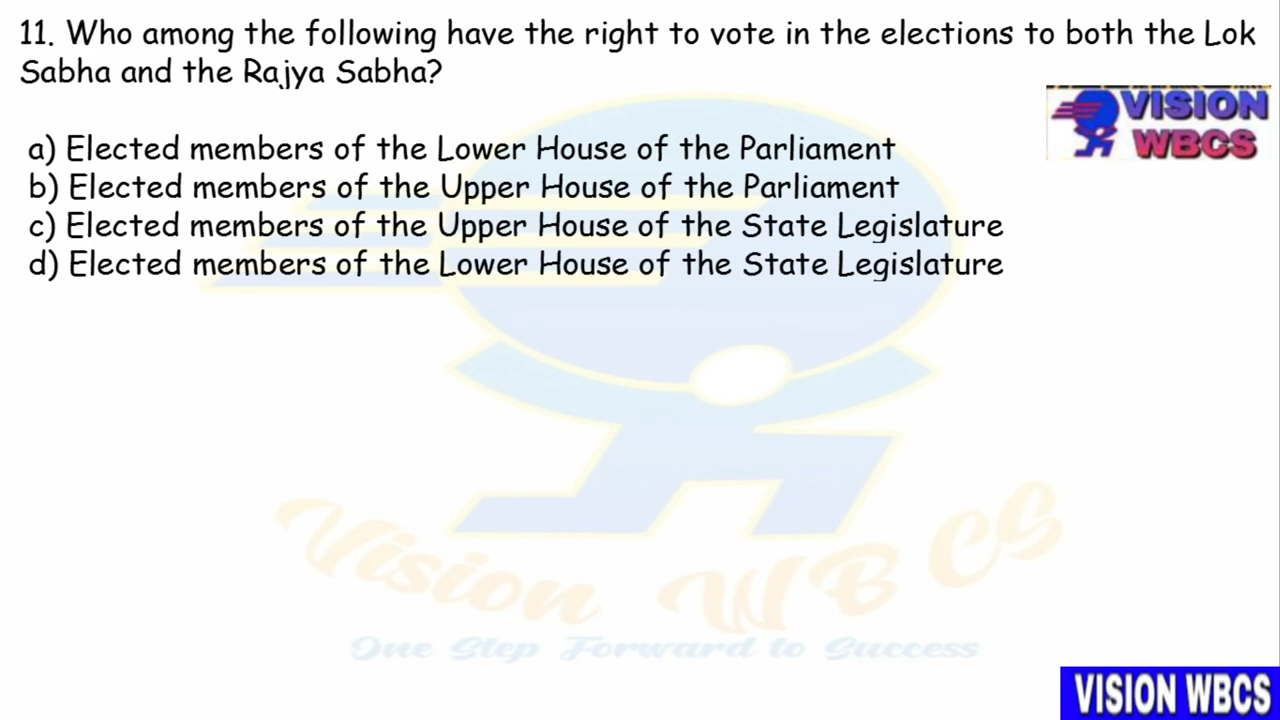 11. Who among the following have the right to vote in the elections to both the Lok
Sabha and the Rajya Sabha?
VISION
WBCS
a) Elected members of the Lower House of the Parliament
b) Elected members of the Upper House of the Parliament
c) Elected members of the Upper House of the State Legislature
d) Elected members of the Lower House of the State Legislature
Vision WBCS
One Step Forward to Success
VISION WBCS